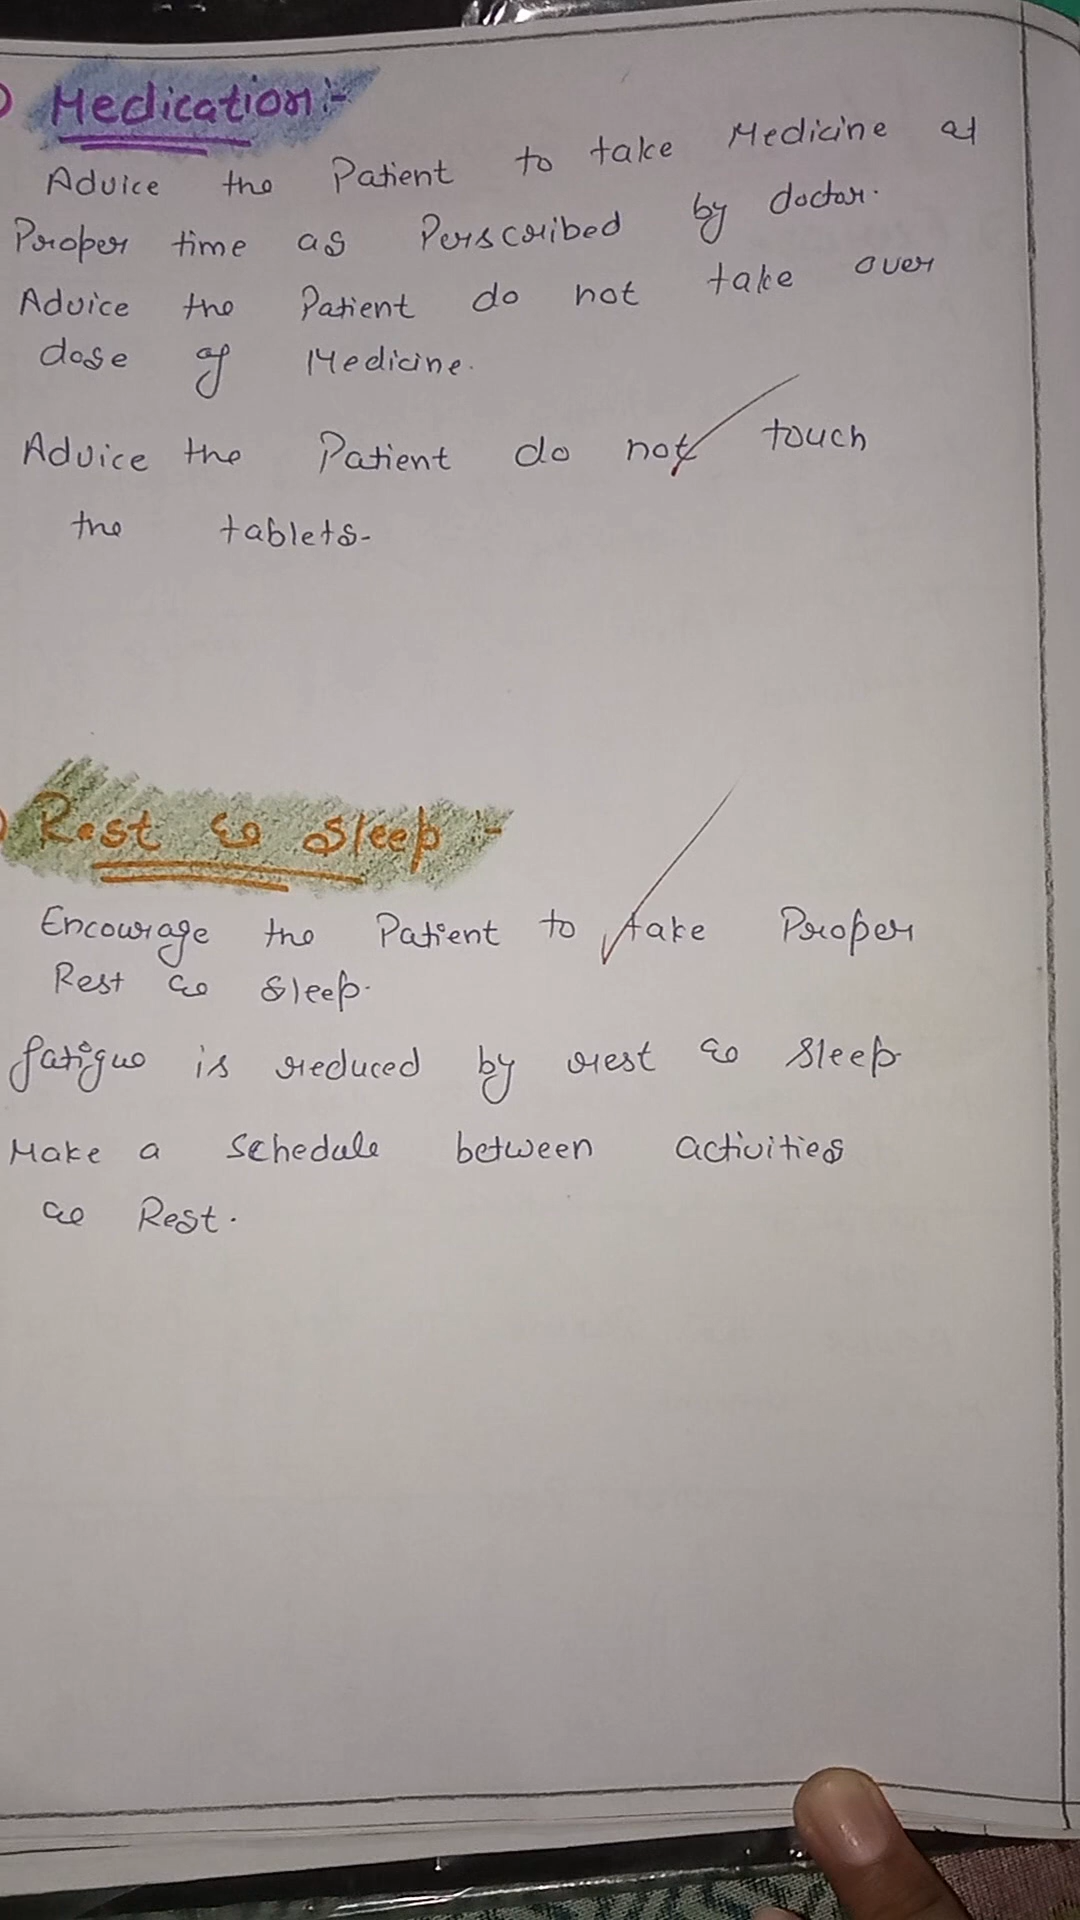 Medication:-
Advice the Patient to take Medicine at
Proper time as Perscribed by doctor.
Advice the Patient do not take over
dose of Medicine.
Advice the Patient do not touch
the tablets-
Rest & Sleep :-
Encourage the Patient to take Proper
Rest & Sleep.
fatigue is reduced by rest & Sleep
Make a Schedule between activities
& Rest.